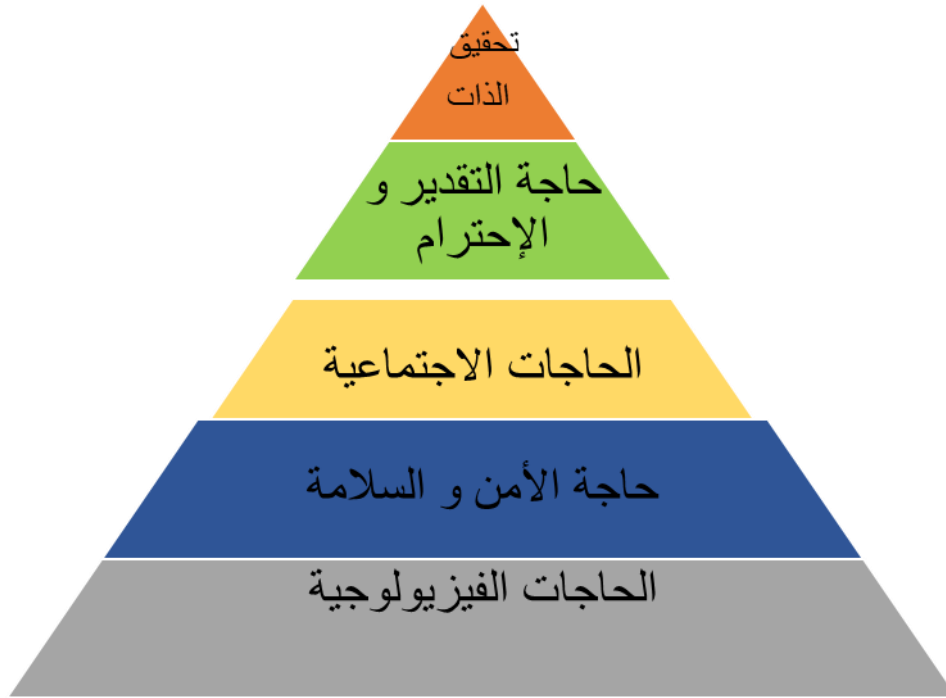 تحقيق
الذات
حاجة التقدير و
الإحترام
الحاجات الاجتماعية
حاجة الأمن و السلامة
الحاجات الفيزيولوجية